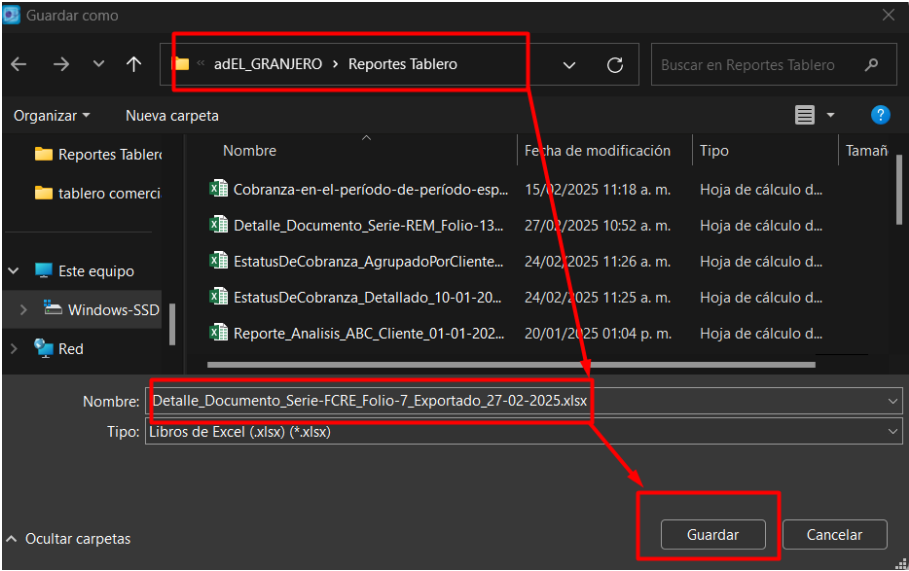 Guardar como
« adEL_GRANJERO › Reportes Tablero
Buscar en Reportes Tablero
Organizar Nueva carpeta
Reportes Tablero
tablero comerci
Este equipo
Windows-SSD
Red
Nombre Fecha de modificación Tipo Tamañ
Cobranza-en-el-período-de-período-esp... 15/02/2025 11:18 a. m. Hoja de cálculo d...
Detalle_Documento_Serie-REM_Folio-13... 27/02/2025 10:52 a. m. Hoja de cálculo d...
EstatusDeCobranza_AgrupadoPorCliente... 24/02/2025 11:26 a. m. Hoja de cálculo d...
EstatusDeCobranza_Detallado_10-01-20... 24/02/2025 11:25 a. m. Hoja de cálculo d...
Reporte_Analisis_ABC_Cliente_01-01-202... 20/01/2025 01:04 p. m. Hoja de cálculo d...
Nombre: Detalle_Documento_Serie-FCRE_Folio-7_Exportado_27-02-2025.xlsx
Tipo: Libros de Excel (.xlsx) (*.xlsx)
Ocultar carpetas
Guardar Cancelar